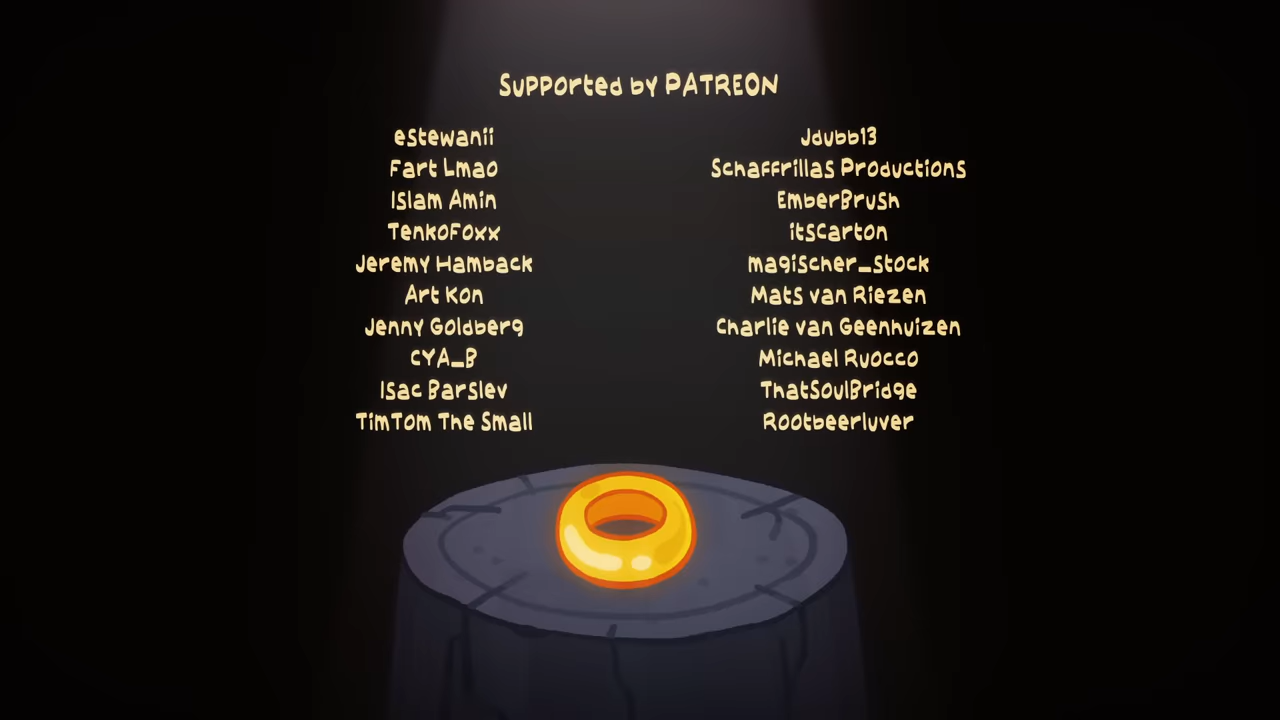 Supported by PATREON
estewanii
Fart Lmao
Islam Amin
TenkoFoxx
Jeremy Hamback
Art Kon
Jenny Goldberg
CYA_B
Isac Barslev
TimTom The Small
Jdubb13
Schaffrillas Productions
EmberBrush
itsCarton
magischer_stock
Mats van Riezen
Charlie van Geenhuizen
Michael Ruocco
ThatSoulBridge
Rootbeerluver